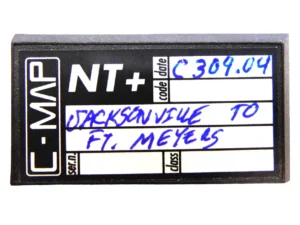 C-MAP
NT+
code date
C309.04
JACKSONVILLE TO
FT. MEYERS
ser.n.
class